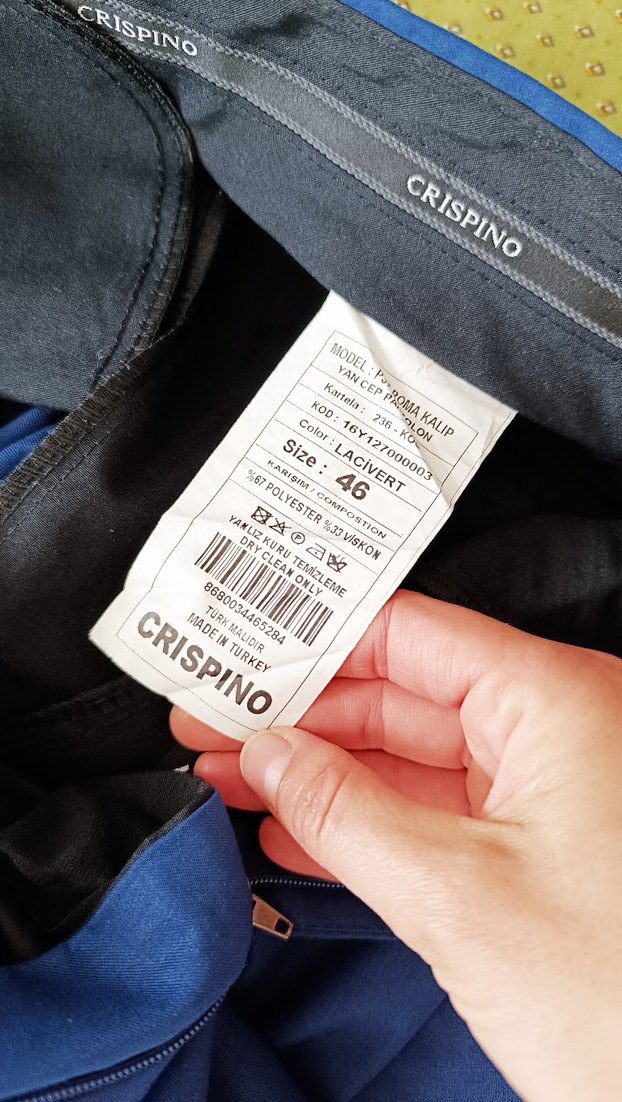 CRISPINO
CRISPINO
MODEL : ROMA KALIP
YAN CEP
Kartela : 236 -
KOD : 16Y127000003
Color : LACİVERT
Size : 46
KARIŞIM / COMPOSTION
%67 POLYESTER %33 VİSKON
YANLIZ KURU TEMİZLEME
DRY CLEAN ONLY
8680034465284
TÜRK MALIDIR
MADE IN TURKEY
CRISPINO